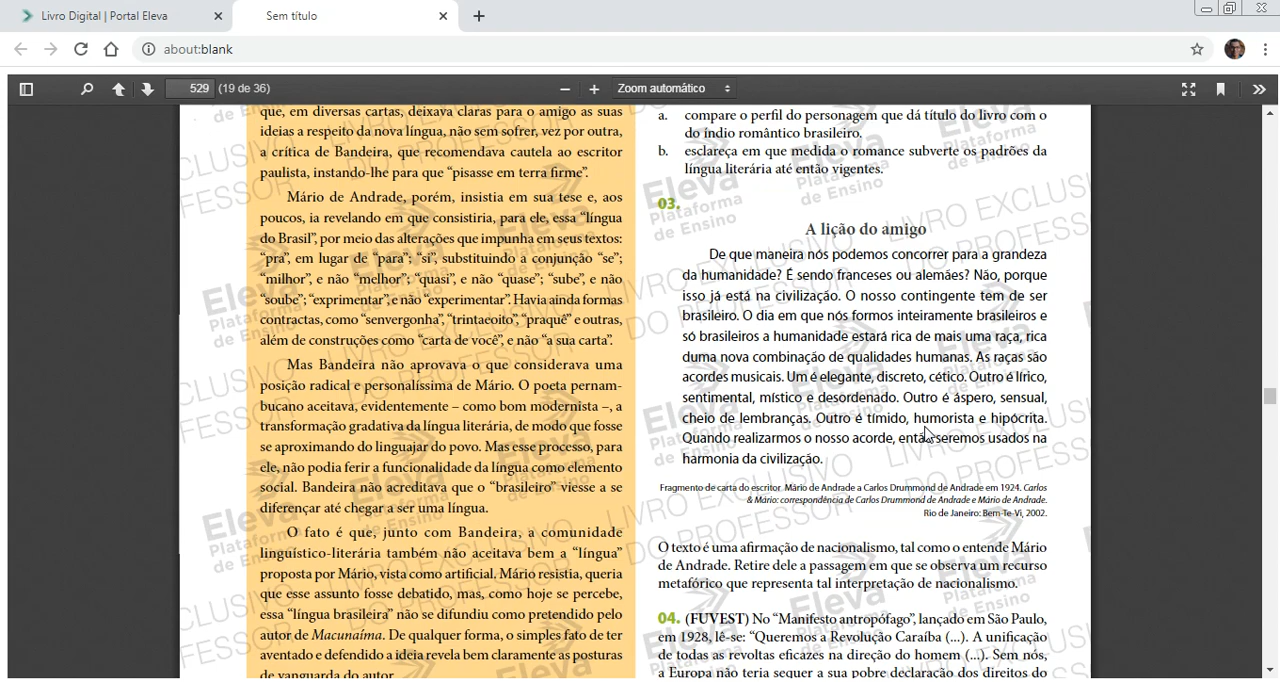 Livro Digital | Portal Eleva
Sem título
about:blank
529 (19 de 36)
Zoom automático
que, em diversas cartas, deixava claras para o amigo as suas
ideias a respeito da nova língua, não sem sofrer, vez por outra,
a crítica de Bandeira, que recomendava cautela ao escritor
paulista, instando-lhe para que “pisasse em terra firme”.
Mário de Andrade, porém, insistia em sua tese e, aos
poucos, ia revelando em que consistiria, para ele, essa “língua
do Brasil”, por meio das alterações que impunha em seus textos:
“pra”, em lugar de “para”; “si”, substituindo a conjunção “se”;
“milhor”, e não “melhor”; “quasi”, e não “quase”; “sube”, e não
“soube”; “exprimentar”, e não “experimentar”. Havia ainda formas
contractas, como “senvergonha”, “trintaeoito”, “praquê” e outras,
além de construções como “carta de você”, e não “a sua carta”.
Mas Bandeira não aprovava o que considerava uma
posição radical e personalíssima de Mário. O poeta pernam-
bucano aceitava, evidentemente – como bom modernista –, a
transformação gradativa da língua literária, de modo que fosse
se aproximando do linguajar do povo. Mas esse processo, para
ele, não podia ferir a funcionalidade da língua como elemento
social. Bandeira não acreditava que o “brasileiro” viesse a se
diferençar até chegar a ser uma língua.
O fato é que, junto com Bandeira, a comunidade
linguístico-literária também não aceitava bem a “língua”
proposta por Mário, vista como artificial. Mário resistia, queria
que esse assunto fosse debatido, mas, como hoje se percebe,
essa “língua brasileira” não se difundiu como pretendido pelo
autor de Macunaíma. De qualquer forma, o simples fato de ter
aventado e defendido a ideia revela bem claramente as posturas
de vanguarda do autor.
a. compare o perfil do personagem que dá título do livro com o
do índio romântico brasileiro.
b. esclareça em que medida o romance subverte os padrões da
língua literária até então vigentes.
03.
A lição do amigo
De que maneira nós podemos concorrer para a grandeza
da humanidade? É sendo franceses ou alemães? Não, porque
isso já está na civilização. O nosso contingente tem de ser
brasileiro. O dia em que nós formos inteiramente brasileiros e
só brasileiros a humanidade estará rica de mais uma raça, rica
duma nova combinação de qualidades humanas. As raças são
acordes musicais. Um é elegante, discreto, cético. Outro é lírico,
sentimental, místico e desordenado. Outro é áspero, sensual,
cheio de lembranças. Outro é tímido, humorista e hipócrita.
Quando realizarmos o nosso acorde, então seremos usados na
harmonia da civilização.
Fragmento de carta do escritor Mário de Andrade a Carlos Drummond de Andrade em 1924. Carlos
& Mário: correspondência de Carlos Drummond de Andrade e Mário de Andrade.
Rio de Janeiro: Bem-Te-Vi, 2002.
O texto é uma afirmação de nacionalismo, tal como o entende Mário
de Andrade. Retire dele a passagem em que se observa um recurso
metafórico que representa tal interpretação de nacionalismo.
04. (FUVEST) No “Manifesto antropófago”, lançado em São Paulo,
em 1928, lê-se: “Queremos a Revolução Caraíba (...). A unificação
de todas as revoltas eficazes na direção do homem (...). Sem nós,
a Europa não teria sequer a sua pobre declaração dos direitos do
Eleva
Plataforma
de Ensino
LIVRO EXCLUSIVO
DO PROFESSOR